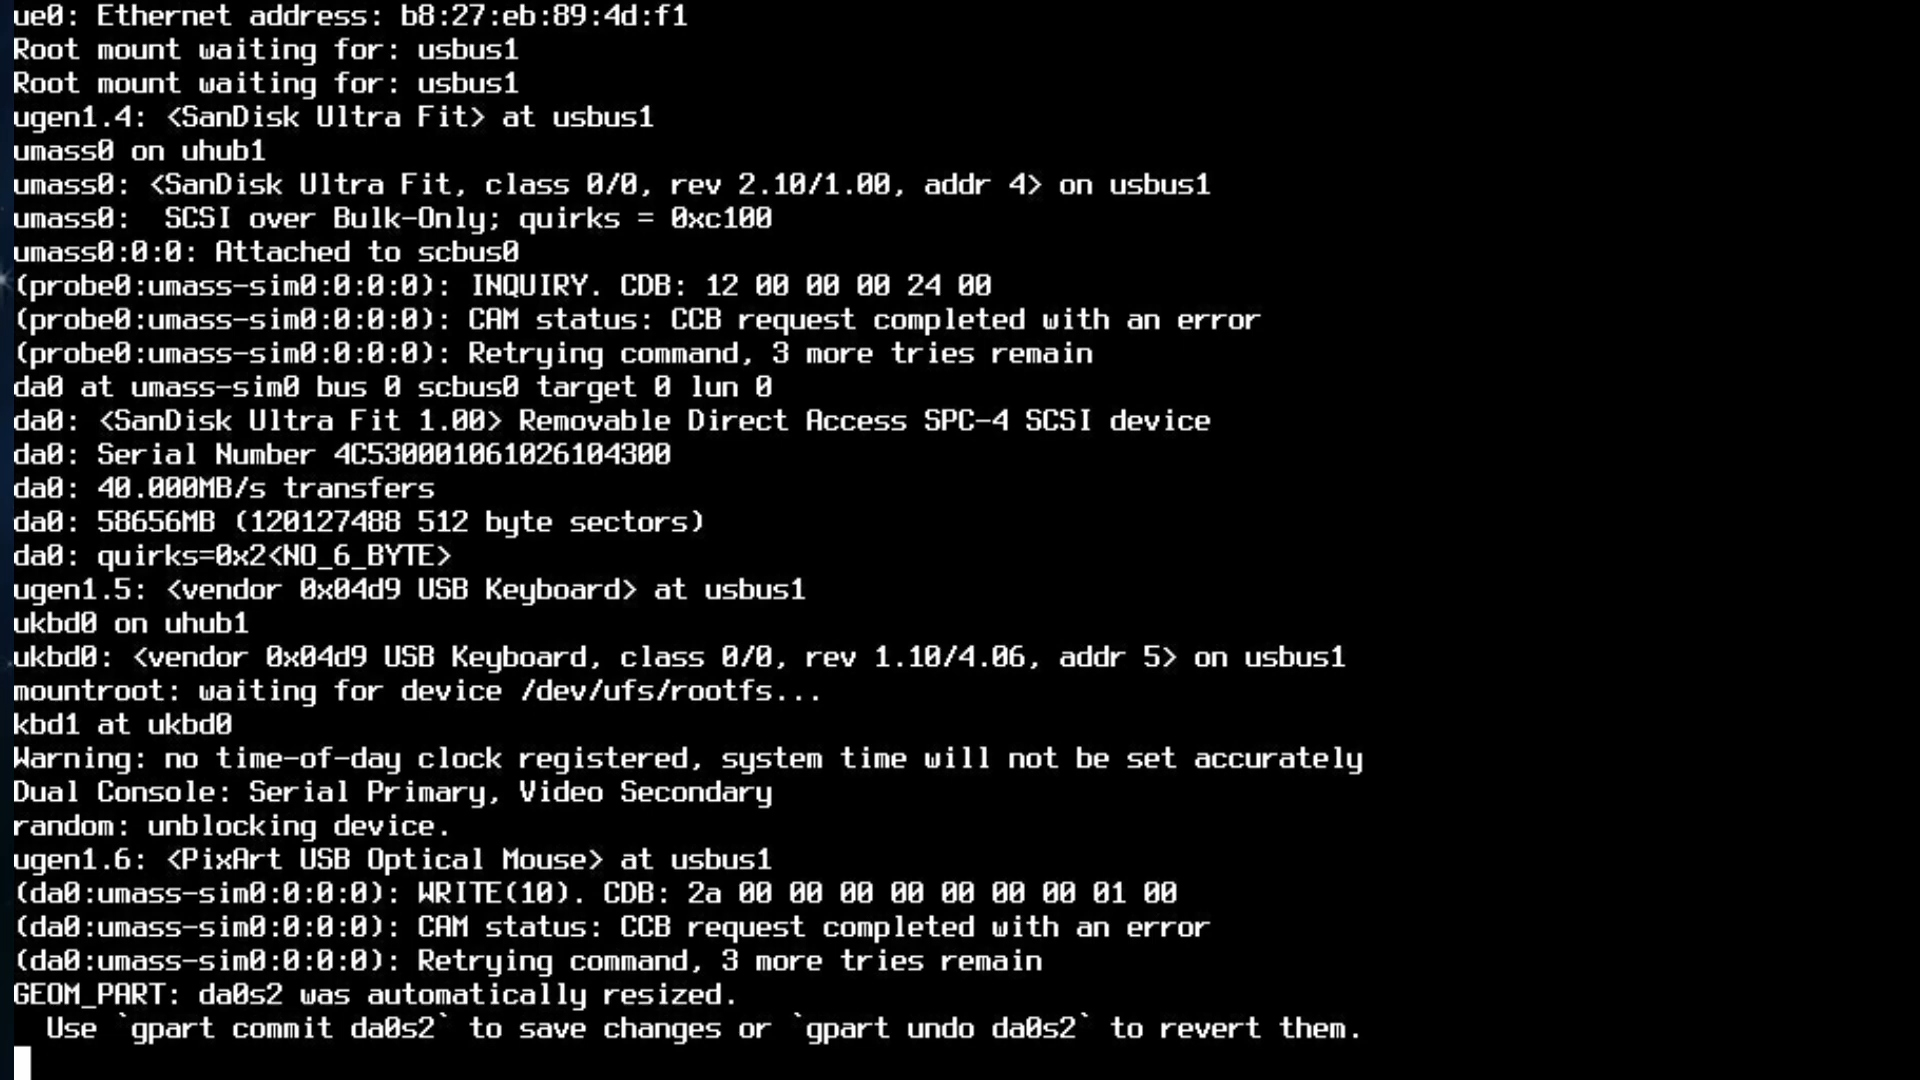 ue0: Ethernet address: b8:27:eb:89:4d:f1
Root mount waiting for: usbus1
Root mount waiting for: usbus1
ugen1.4: <SanDisk Ultra Fit> at usbus1
umass0 on uhub1
umass0: <SanDisk Ultra Fit, class 0/0, rev 2.10/1.00, addr 4> on usbus1
umass0:  SCSI over Bulk-Only; quirks = 0xc100
umass0:0:0: Attached to scbus0
(probe0:umass-sim0:0:0:0): INQUIRY. CDB: 12 00 00 00 24 00
(probe0:umass-sim0:0:0:0): CAM status: CCB request completed with an error
(probe0:umass-sim0:0:0:0): Retrying command, 3 more tries remain
da0 at umass-sim0 bus 0 scbus0 target 0 lun 0
da0: <SanDisk Ultra Fit 1.00> Removable Direct Access SPC-4 SCSI device
da0: Serial Number 4C530001061026104300
da0: 40.000MB/s transfers
da0: 58656MB (120127488 512 byte sectors)
da0: quirks=0x2<NO_6_BYTE>
ugen1.5: <vendor 0x04d9 USB Keyboard> at usbus1
ukbd0 on uhub1
ukbd0: <vendor 0x04d9 USB Keyboard, class 0/0, rev 1.10/4.06, addr 5> on usbus1
mountroot: waiting for device /dev/ufs/rootfs...
kbd1 at ukbd0
Warning: no time-of-day clock registered, system time will not be set accurately
Dual Console: Serial Primary, Video Secondary
random: unblocking device.
ugen1.6: <PixArt USB Optical Mouse> at usbus1
(da0:umass-sim0:0:0:0): WRITE(10). CDB: 2a 00 00 00 00 00 00 00 01 00
(da0:umass-sim0:0:0:0): CAM status: CCB request completed with an error
(da0:umass-sim0:0:0:0): Retrying command, 3 more tries remain
GEOM_PART: da0s2 was automatically resized.
  Use `gpart commit da0s2` to save changes or `gpart undo da0s2` to revert them.